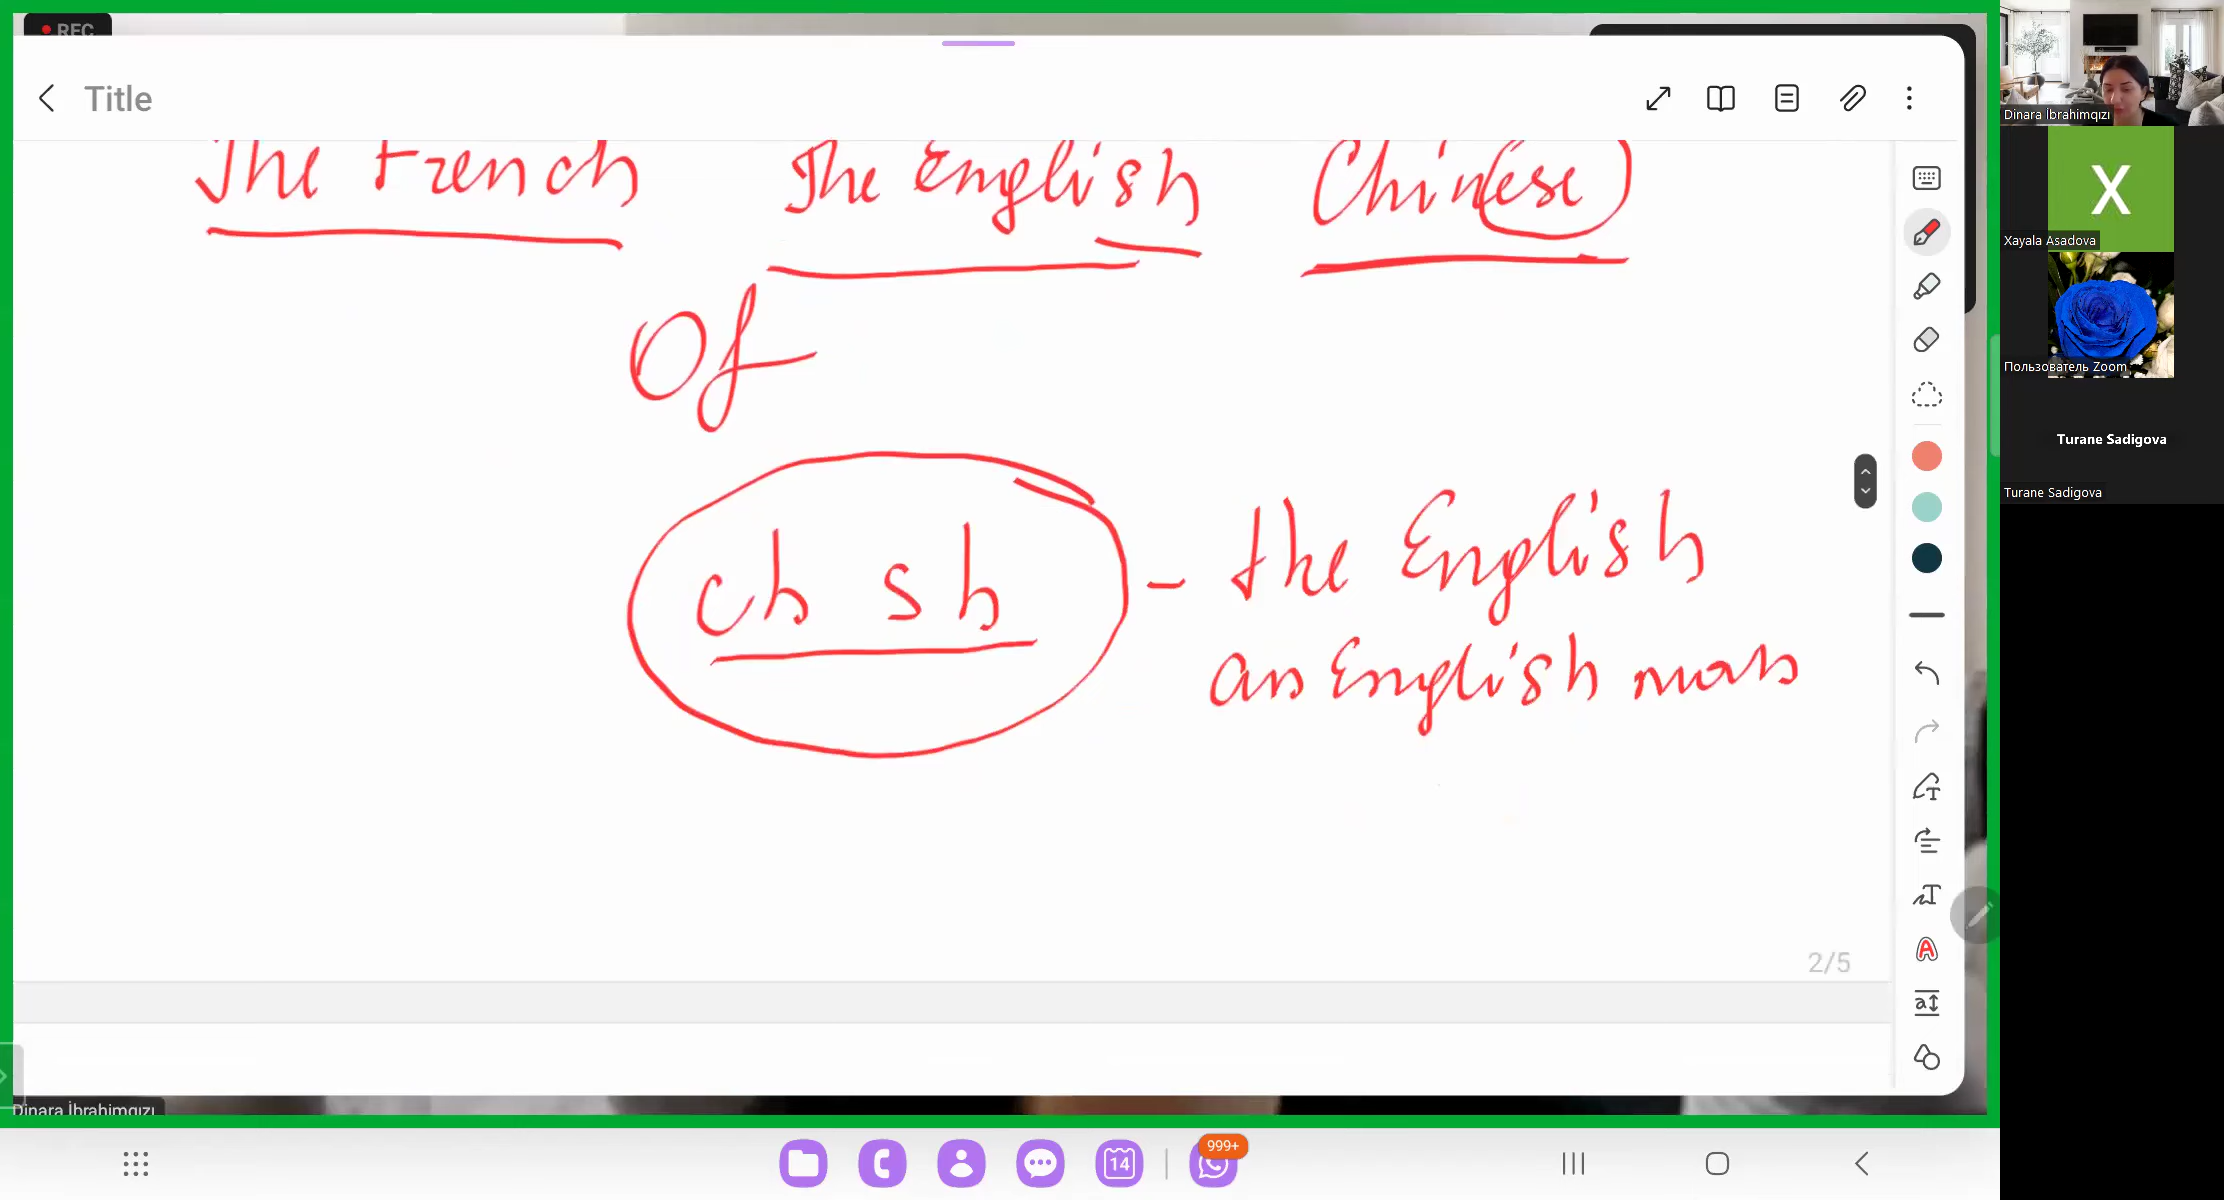 REC
Title
The French The English Chinese
Of
ch sh - the English
an English man
2/5
Dinara İbrahimqızı
14
999+
Dinara İbrahimqızı
X
Xayala Asadova
Пользователь Zoom
Turane Sadigova
Turane Sadigova